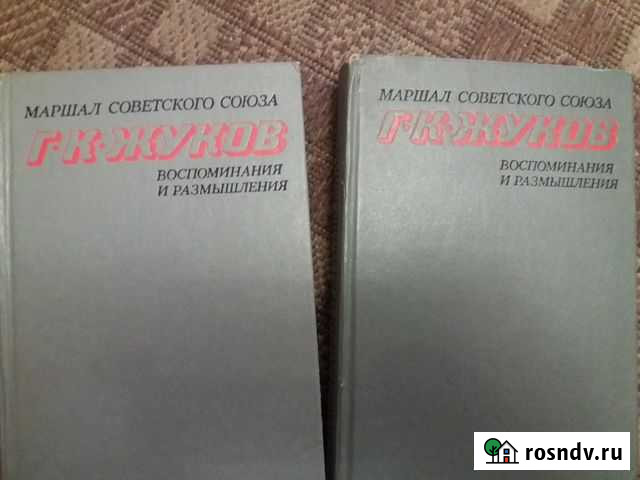 МАРШАЛ СОВЕТСКОГО СОЮЗА
Г·К·ЖУКОВ
ВОСПОМИНАНИЯ
И РАЗМЫШЛЕНИЯ
МАРШАЛ СОВЕТСКОГО СОЮЗА
Г·К·ЖУКОВ
ВОСПОМИНАНИЯ
И РАЗМЫШЛЕНИЯ
rosndv.ru